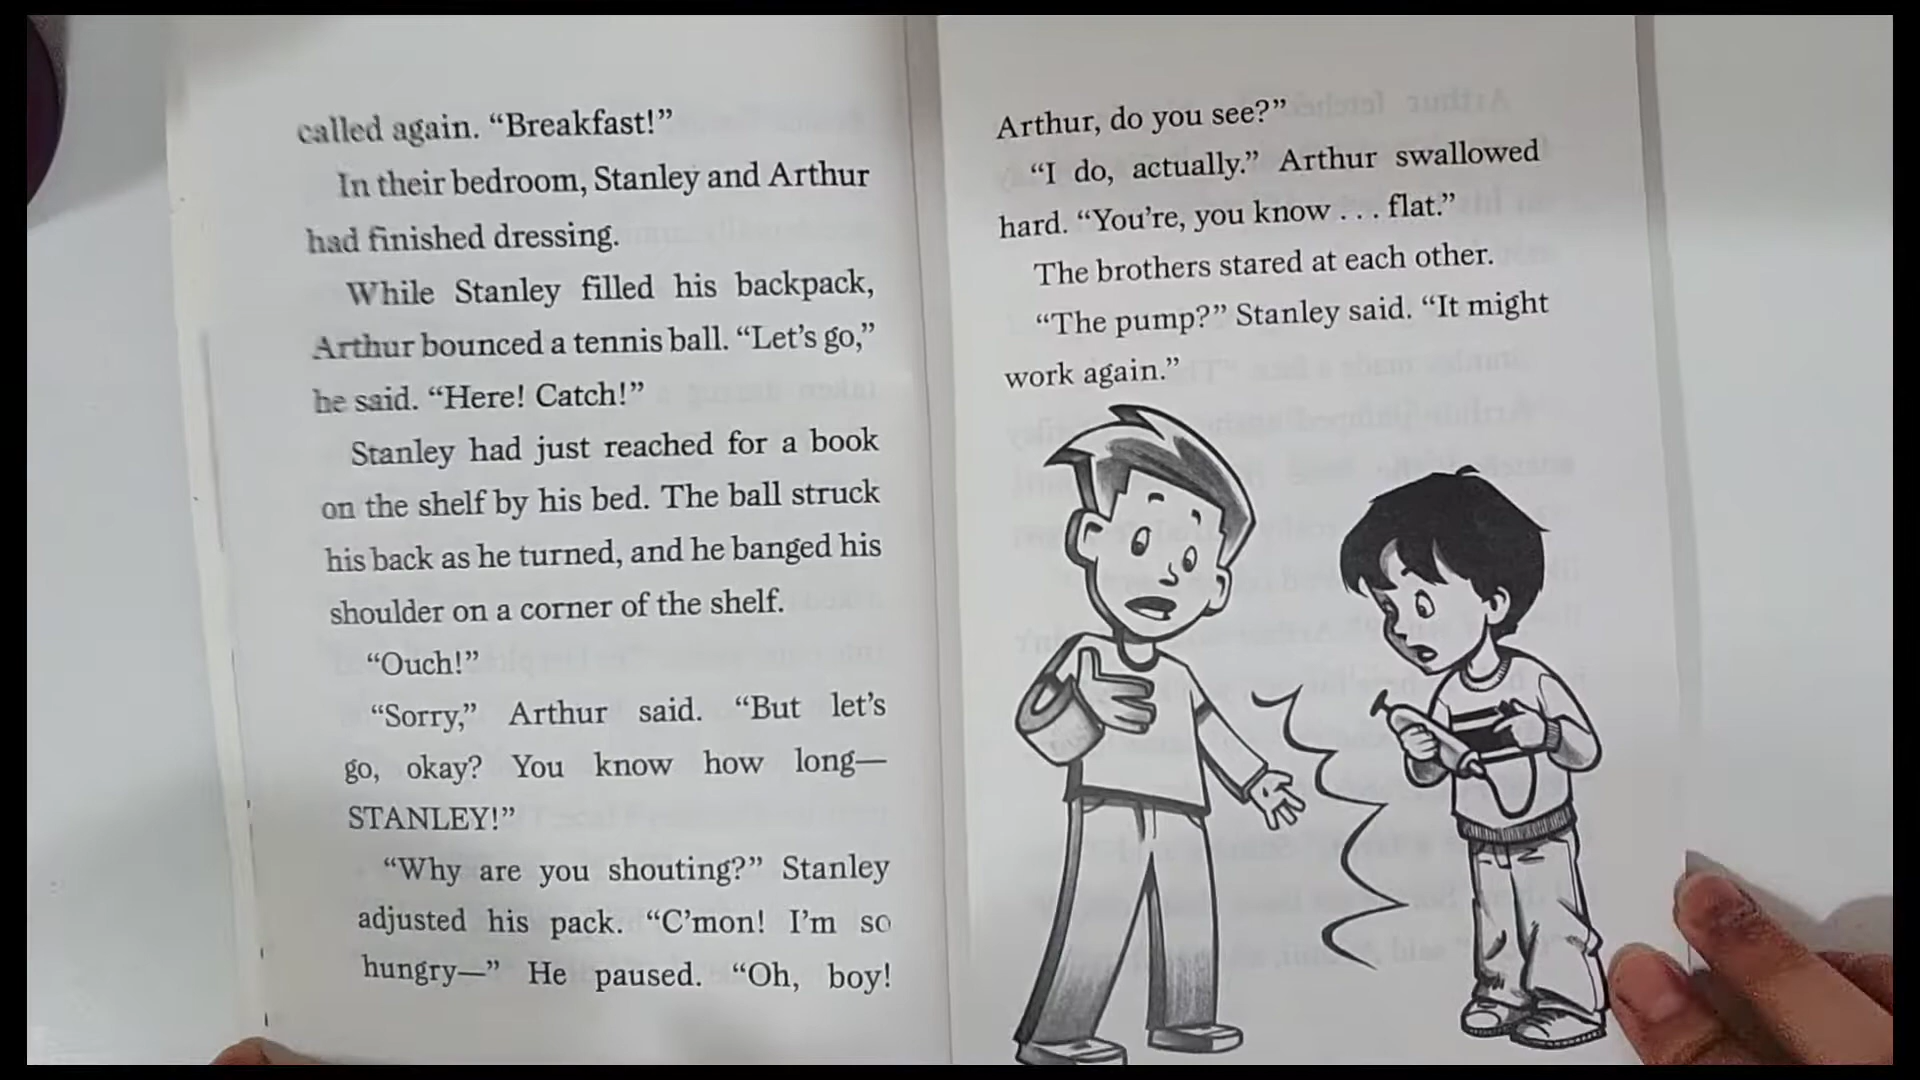 called again. “Breakfast!”
In their bedroom, Stanley and Arthur
had finished dressing.
While Stanley filled his backpack,
Arthur bounced a tennis ball. “Let’s go,”
he said. “Here! Catch!”
Stanley had just reached for a book
on the shelf by his bed. The ball struck
his back as he turned, and he banged his
shoulder on a corner of the shelf.
“Ouch!”
“Sorry,” Arthur said. “But let’s
go, okay? You know how long—
STANLEY!”
“Why are you shouting?” Stanley
adjusted his pack. “C’mon! I’m so
hungry—” He paused. “Oh, boy!
Arthur, do you see?”
“I do, actually.” Arthur swallowed
hard. “You’re, you know . . . flat.”
The brothers stared at each other.
“The pump?” Stanley said. “It might
work again.”